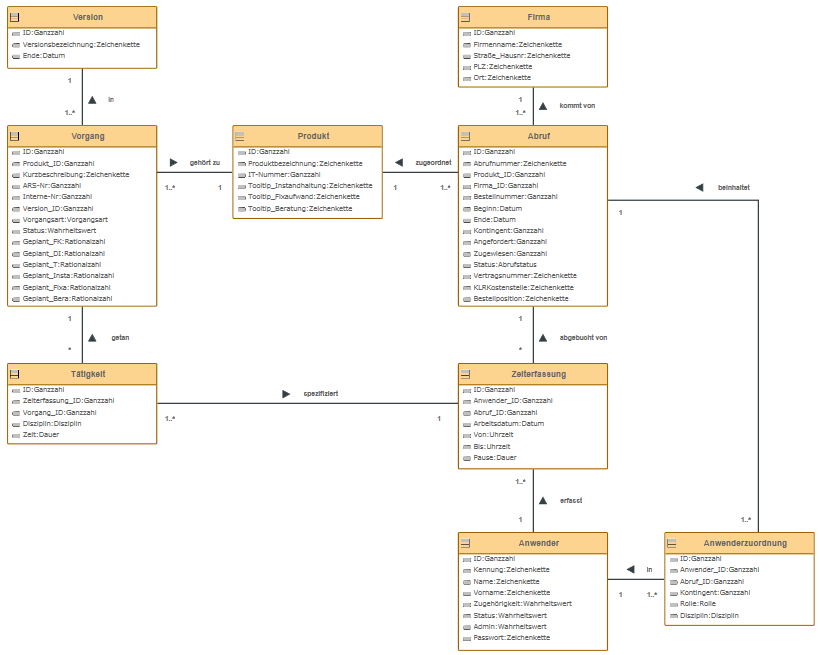 Version
ID:Ganzzahl
Versionsbezeichnung:Zeichenkette
Ende:Datum
Firma
ID:Ganzzahl
Firmenname:Zeichenkette
Straße_Hausnr:Zeichenkette
PLZ:Zeichenkette
Ort:Zeichenkette
1
in
1..*
1
kommt von
1..*
Vorgang
ID:Ganzzahl
Produkt_ID:Ganzzahl
Kurzbeschreibung:Zeichenkette
ARS-Nr:Ganzzahl
Interne-Nr:Ganzzahl
Version_ID:Ganzzahl
Vorgangsart:Vorgangsart
Status:Wahrheitswert
Geplant_FK:Rationalzahl
Geplant_DI:Rationalzahl
Geplant_T:Rationalzahl
Geplant_Insta:Rationalzahl
Geplant_Fixa:Rationalzahl
Geplant_Bera:Rationalzahl
gehört zu
1..*
1
Produkt
ID:Ganzzahl
Produktbezeichnung:Zeichenkette
IT-Nummer:Ganzzahl
Tooltip_Instandhaltung:Zeichenkette
Tooltip_Fixaufwand:Zeichenkette
Tooltip_Beratung:Zeichenkette
zugeordnet
1
1..*
Abruf
ID:Ganzzahl
Abrufnummer:Zeichenkette
Produkt_ID:Ganzzahl
Firma_ID:Ganzzahl
Bestellnummer:Ganzzahl
Beginn:Datum
Ende:Datum
Kontingent:Ganzzahl
Angefordert:Ganzzahl
Zugewiesen:Ganzzahl
Status:Abrufstatus
Vertragsnummer:Zeichenkette
KLRKostenstelle:Zeichenkette
Bestellposition:Zeichenkette
beinhaltet
1
1
getan
*
1
abgebucht von
*
Tätigkeit
ID:Ganzzahl
Zeiterfassung_ID:Ganzzahl
Vorgang_ID:Ganzzahl
Disziplin:Disziplin
Zeit:Dauer
spezifiziert
1..*
1
Zeiterfassung
ID:Ganzzahl
Anwender_ID:Ganzzahl
Abruf_ID:Ganzzahl
Arbeitsdatum:Datum
Von:Uhrzeit
Bis:Uhrzeit
Pause:Dauer
1..*
erfasst
1
1..*
Anwender
ID:Ganzzahl
Kennung:Zeichenkette
Name:Zeichenkette
Vorname:Zeichenkette
Zugehörigkeit:Wahrheitswert
Status:Wahrheitswert
Admin:Wahrheitswert
Passwort:Zeichenkette
in
1
1..*
Anwenderzuordnung
ID:Ganzzahl
Anwender_ID:Ganzzahl
Abruf_ID:Ganzzahl
Kontingent:Ganzzahl
Rolle:Rolle
Disziplin:Disziplin